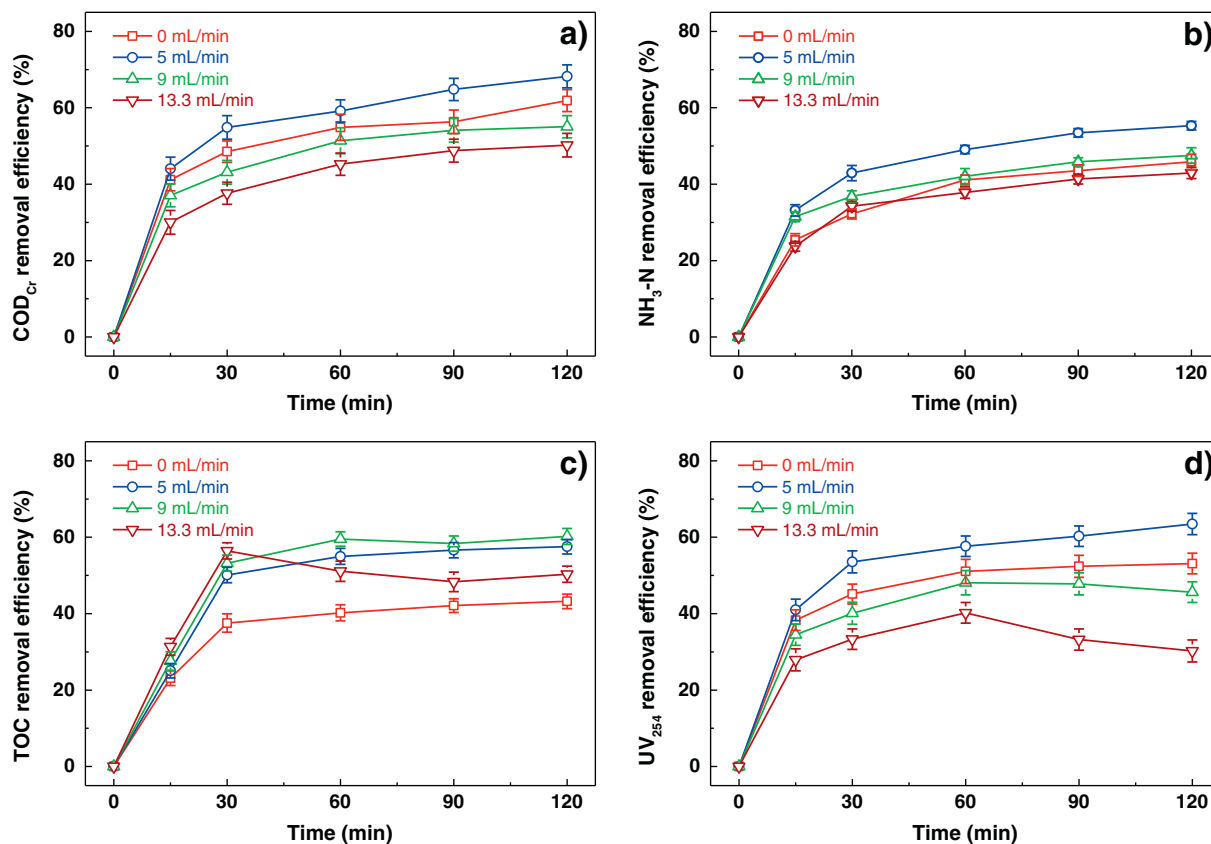 a)
80
60
40
20
0
COD_Cr removal efficiency (%)
0 mL/min
5 mL/min
9 mL/min
13.3 mL/min
0 30 60 90 120
Time (min)
b)
80
60
40
20
0
NH3-N removal efficiency (%)
0 mL/min
5 mL/min
9 mL/min
13.3 mL/min
0 30 60 90 120
Time (min)
c)
80
60
40
20
0
TOC removal efficiency (%)
0 mL/min
5 mL/min
9 mL/min
13.3 mL/min
0 30 60 90 120
Time (min)
d)
80
60
40
20
0
UV254 removal efficiency (%)
0 mL/min
5 mL/min
9 mL/min
13.3 mL/min
0 30 60 90 120
Time (min)